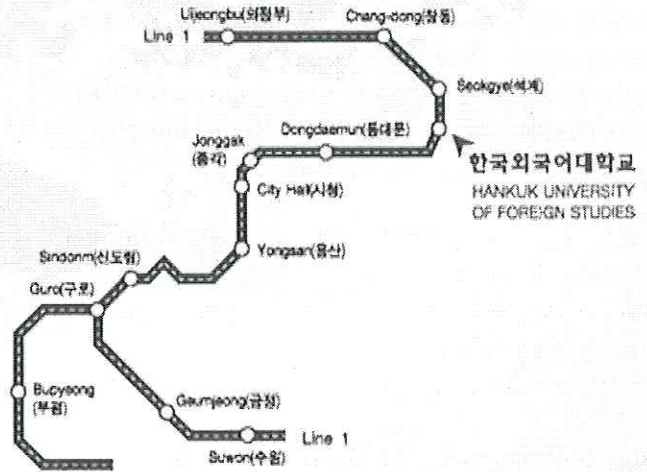 Uijeongbu(의정부)
Chang-dong(창동)
Line 1
Seokgye(석계)
Dongdaemun(동대문)
Jonggak
(종각)
한국외국어대학교
HANKUK UNIVERSITY
OF FOREIGN STUDIES
City Hall(시청)
Yongsan(용산)
Sindorim(신도림)
Guro(구로)
Bupyeong
(부평)
Geumjeong(금정)
Line 1
Suwon(수원)